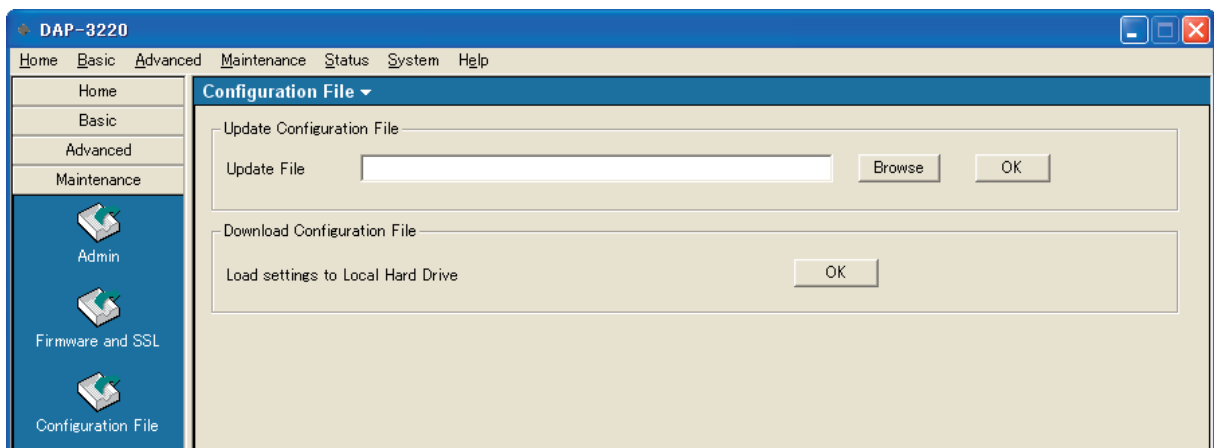 DAP-3220
Home Basic Advanced Maintenance Status System Help
Home
Basic
Advanced
Maintenance
Admin
Firmware and SSL
Configuration File
Configuration File
Update Configuration File
Update File Browse OK
Download Configuration File
Load settings to Local Hard Drive OK